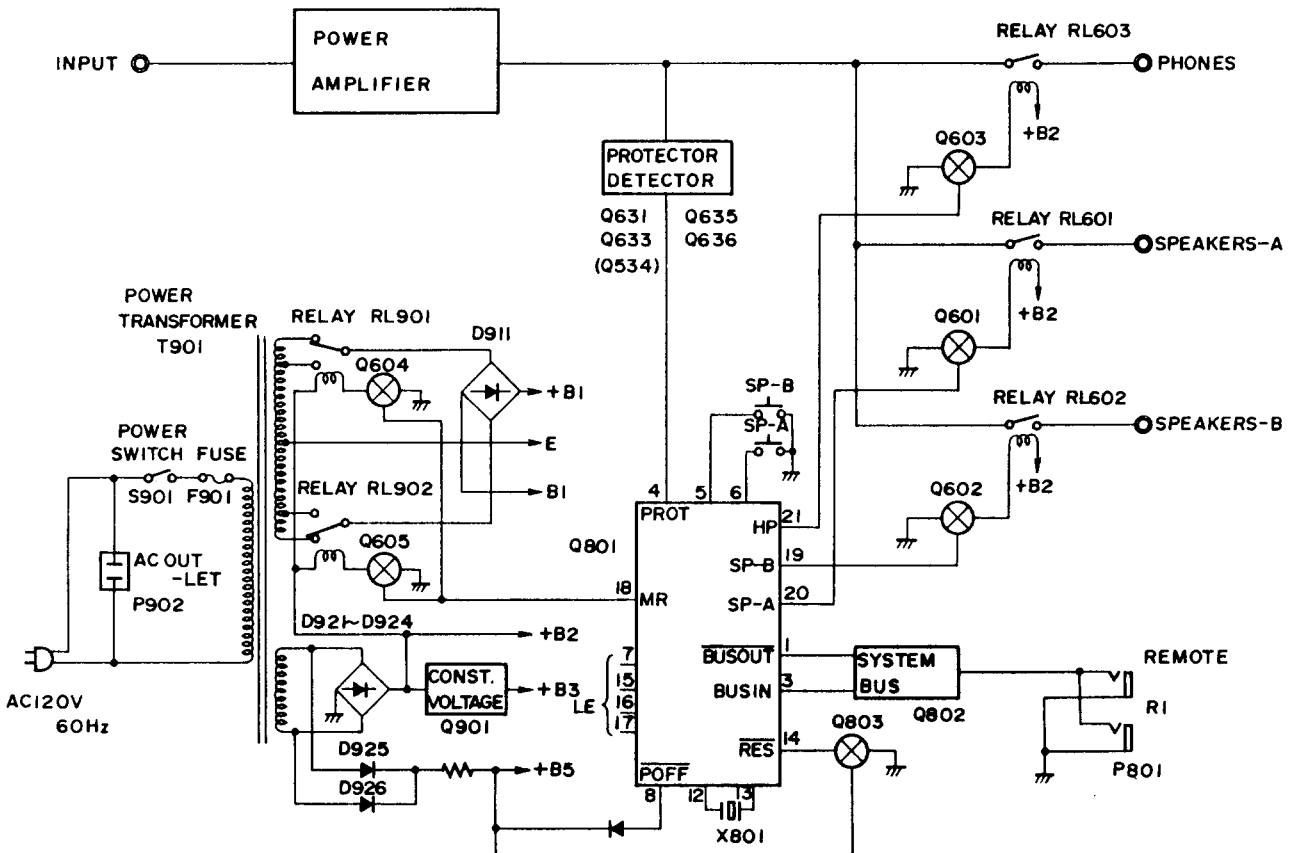 INPUT
POWER
AMPLIFIER
RELAY RL603
PHONES
+B2
Q603
PROTECTOR
DETECTOR
Q631 Q635
Q633 Q636
(Q534)
RELAY RL601
SPEAKERS-A
+B2
Q601
POWER
TRANSFORMER
T901
RELAY RL901
D911
Q604
+B1
SP-B
SP-A
RELAY RL602
SPEAKERS-B
+B2
Q602
POWER
SWITCH FUSE
S901 F901
E
RELAY RL902
B1
4 5 6
PROT
HP 21
Q801
Q605
SP-B 19
AC OUT
-LET
P902
18 MR
SP-A 20
D921~D924
+B2
BUSOUT 1
SYSTEM
BUS
Q802
REMOTE
7
15
16
17
LE
BUSIN 3
CONST.
VOLTAGE
Q901
+B3
AC120V
60Hz
RI
Q803
RES 14
P801
D925
D926
+B5
POFF
8 12 13
X801